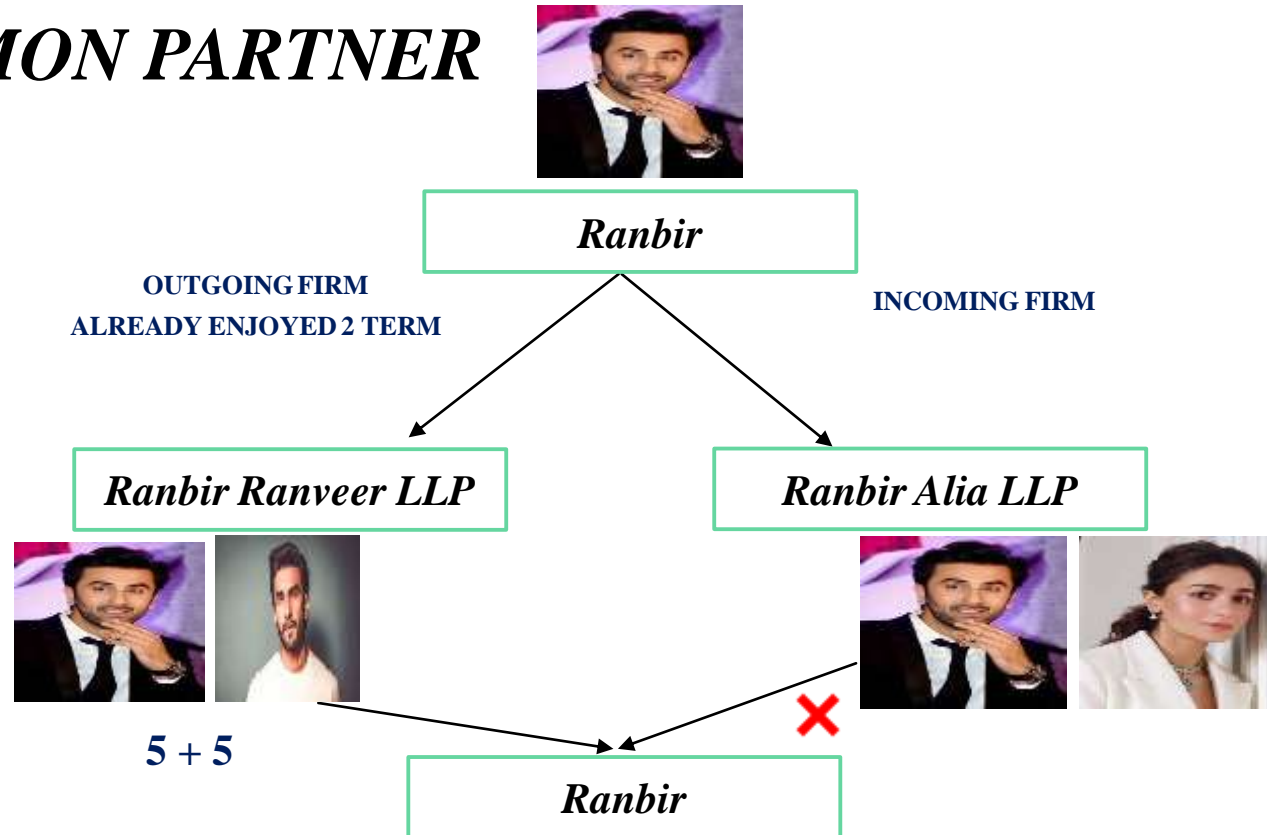 MON PARTNER
Ranbir
OUTGOING FIRM
ALREADY ENJOYED 2 TERM
INCOMING FIRM
Ranbir Ranveer LLP
Ranbir Alia LLP
5 + 5
Ranbir